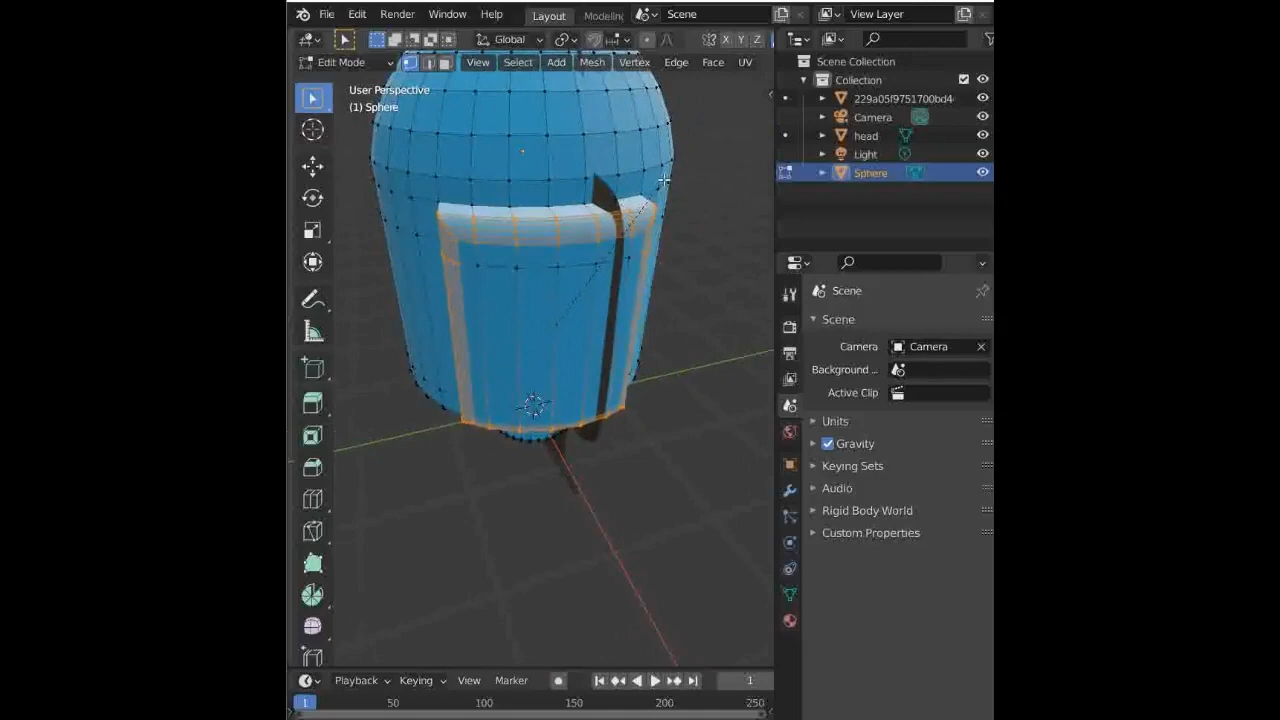 File Edit Render Window Help Layout Modeling Scene View Layer
Global X Y Z
Edit Mode View Select Add Mesh Vertex Edge Face UV
User Perspective
(1) Sphere
Scene Collection
Collection
229a05f9751700bd4
Camera
head
Light
Sphere
Scene
Scene
Camera Camera
Background ...
Active Clip
Units
Gravity
Keying Sets
Audio
Rigid Body World
Custom Properties
Playback Keying View Marker 1
1 50 100 150 200 250